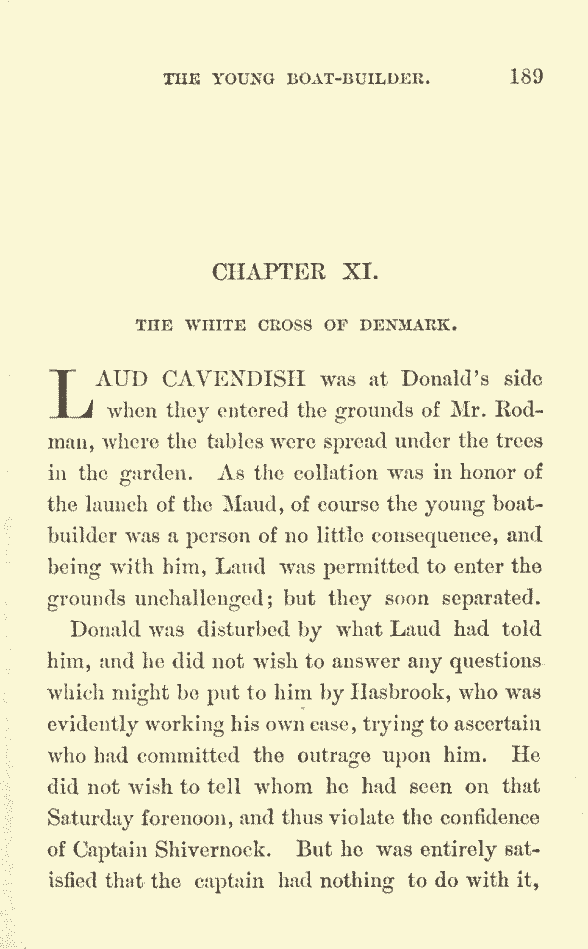 THE YOUNG BOAT-BUILDER. 189
CHAPTER XI.
THE WHITE CROSS OF DENMARK.
LAUD CAVENDISH was at Donald's side
when they entered the grounds of Mr. Rod-
man, where the tables were spread under the trees
in the garden. As the collation was in honor of
the launch of the Maud, of course the young boat-
builder was a person of no little consequence, and
being with him, Laud was permitted to enter the
grounds unchallenged; but they soon separated.
Donald was disturbed by what Laud had told
him, and he did not wish to answer any questions
which might be put to him by Hasbrook, who was
evidently working his own case, trying to ascertain
who had committed the outrage upon him. He
did not wish to tell whom he had seen on that
Saturday forenoon, and thus violate the confidence
of Captain Shivernock. But he was entirely sat-
isfied that the captain had nothing to do with it,